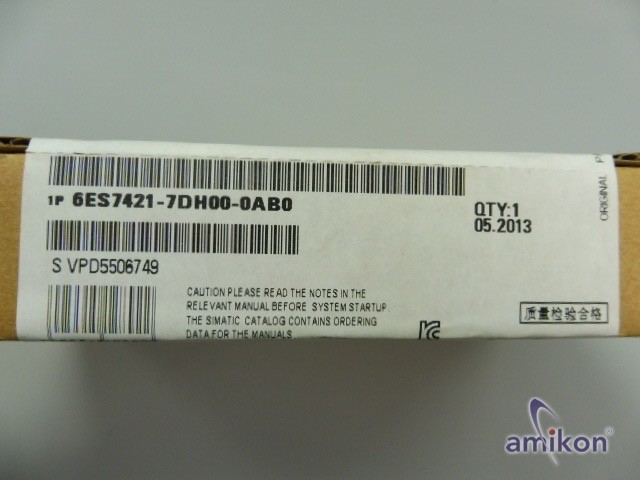 1P 6ES7421-7DH00-0AB0
QTY:1
05.2013
S VPD5506749
CAUTION PLEASE READ THE NOTES IN THE
RELEVANT MANUAL BEFORE SYSTEM STARTUP.
THE SIMATIC CATALOG CONTAINS ORDERING
DATA FOR THE MANUALS
质量检验合格
ORIGINAL
amikon®